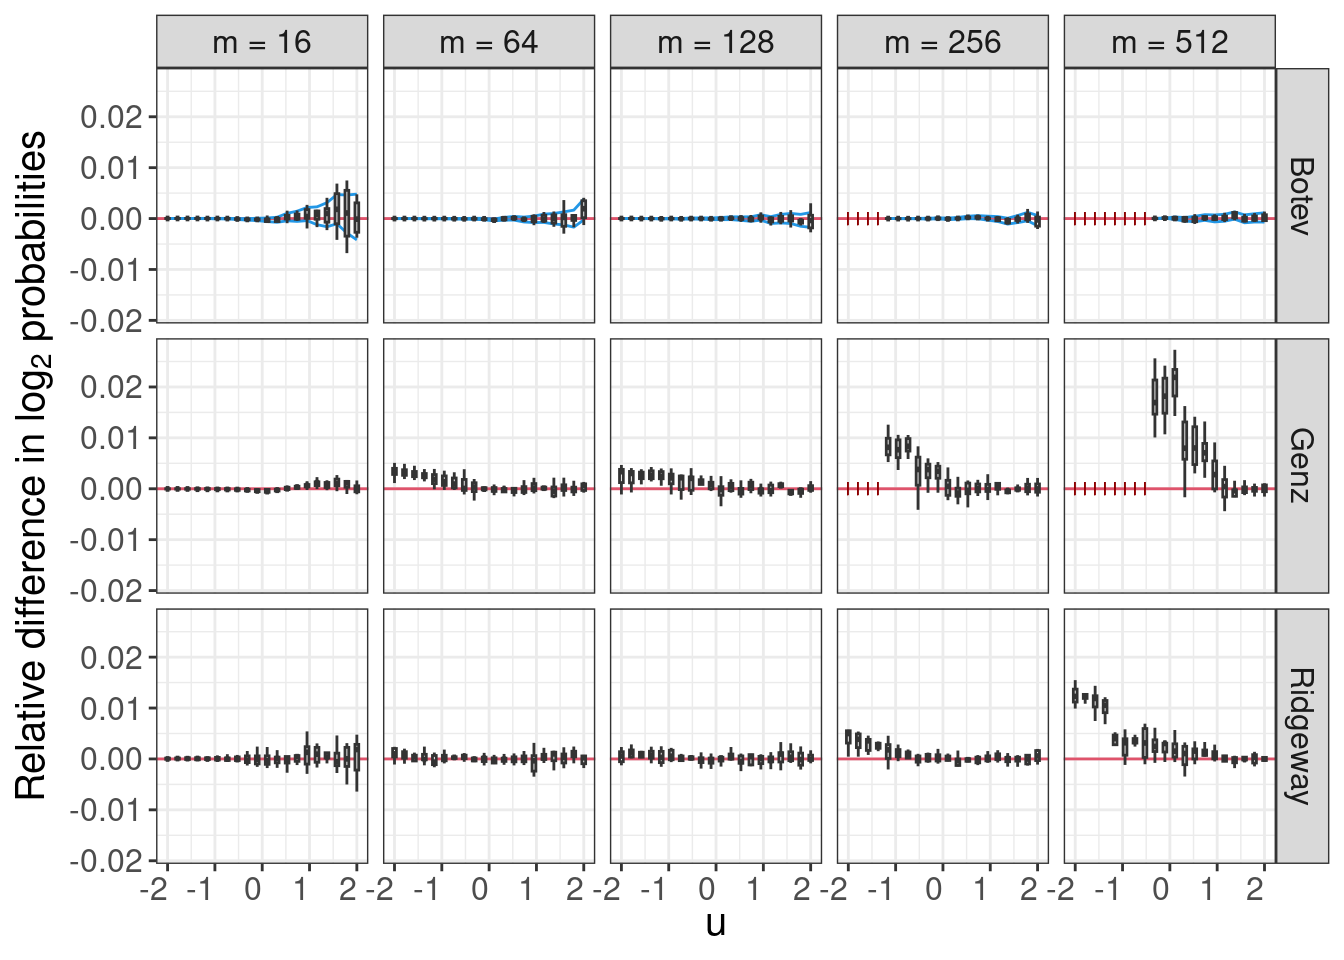 m = 16 m = 64 m = 128 m = 256 m = 512
Relative difference in log₂ probabilities
0.02
0.01
0.00
-0.01
-0.02
Botev
0.02
0.01
0.00
-0.01
-0.02
Genz
0.02
0.01
0.00
-0.01
-0.02
Ridgeway
-2 -1 0 1 2 -2 -1 0 1 2 -2 -1 0 1 2 -2 -1 0 1 2 -2 -1 0 1 2
u